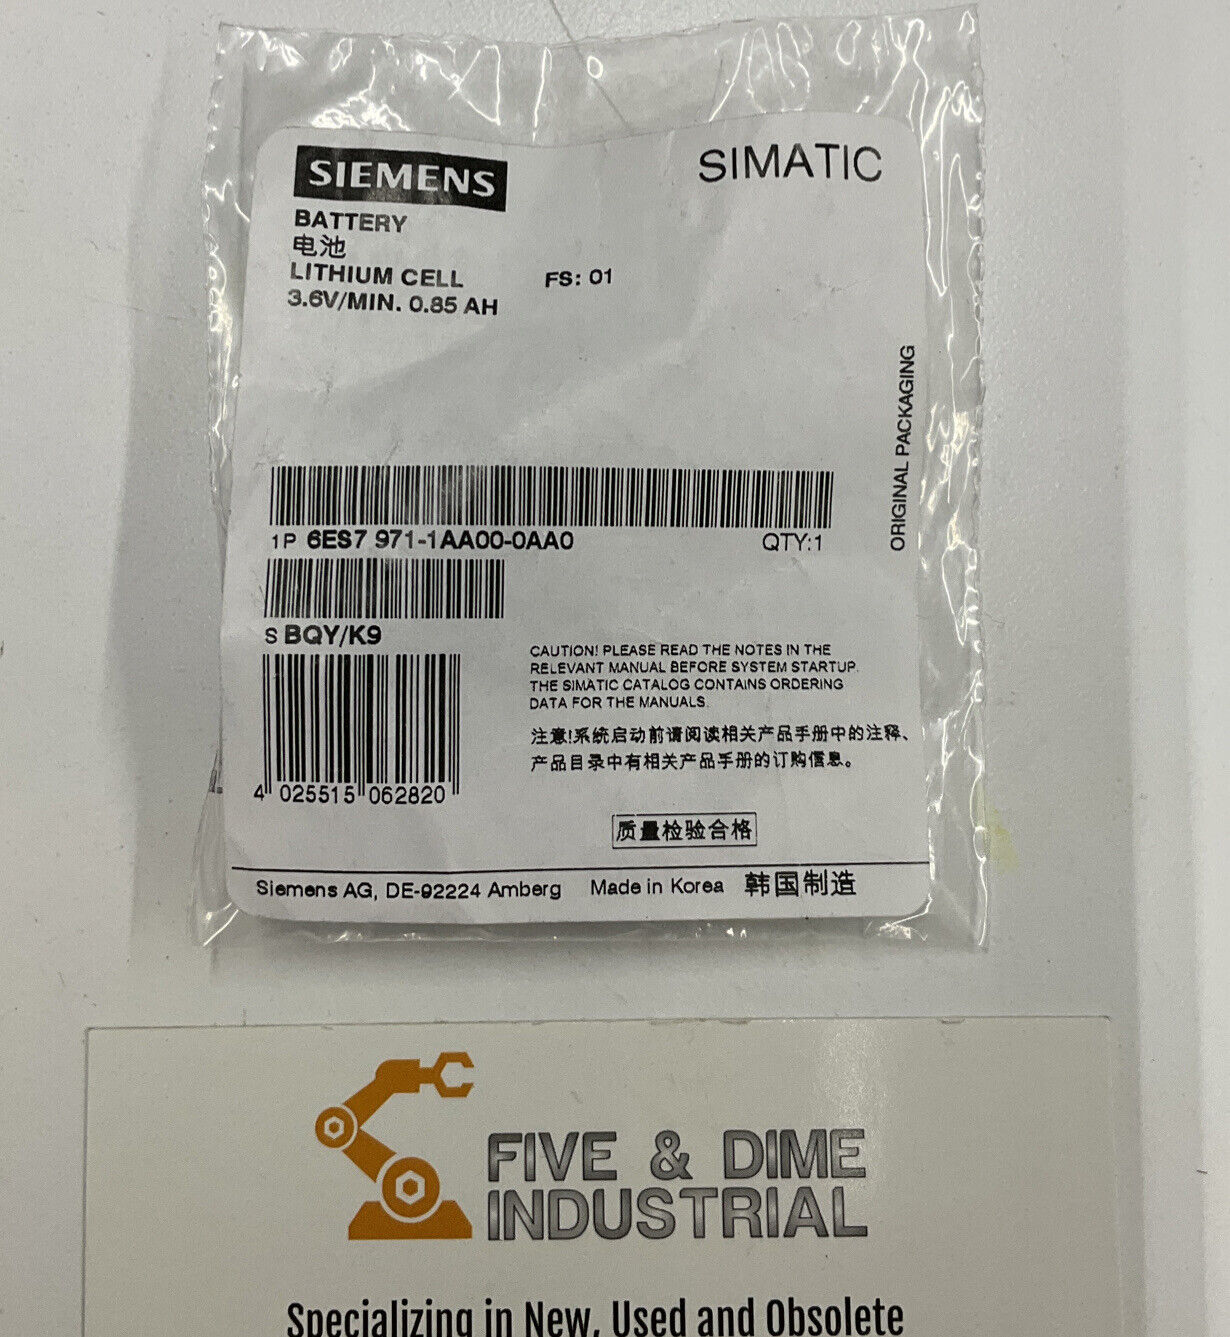 SIEMENS
SIMATIC
BATTERY
电池
LITHIUM CELL
FS: 01
3.6V/MIN. 0.85 AH
ORIGINAL PACKAGING
1P 6ES7 971-1AA00-0AA0
QTY:1
S BQY/K9
CAUTION! PLEASE READ THE NOTES IN THE
RELEVANT MANUAL BEFORE SYSTEM STARTUP.
THE SIMATIC CATALOG CONTAINS ORDERING
DATA FOR THE MANUALS.
注意!系统启动前请阅读相关产品手册中的注释、
产品目录中有相关产品手册的订购信息。
4 025515 062820
质量检验合格
Siemens AG, DE-92224 Amberg Made in Korea 韩国制造
FIVE & DIME
INDUSTRIAL
Specializing in New, Used and Obsolete